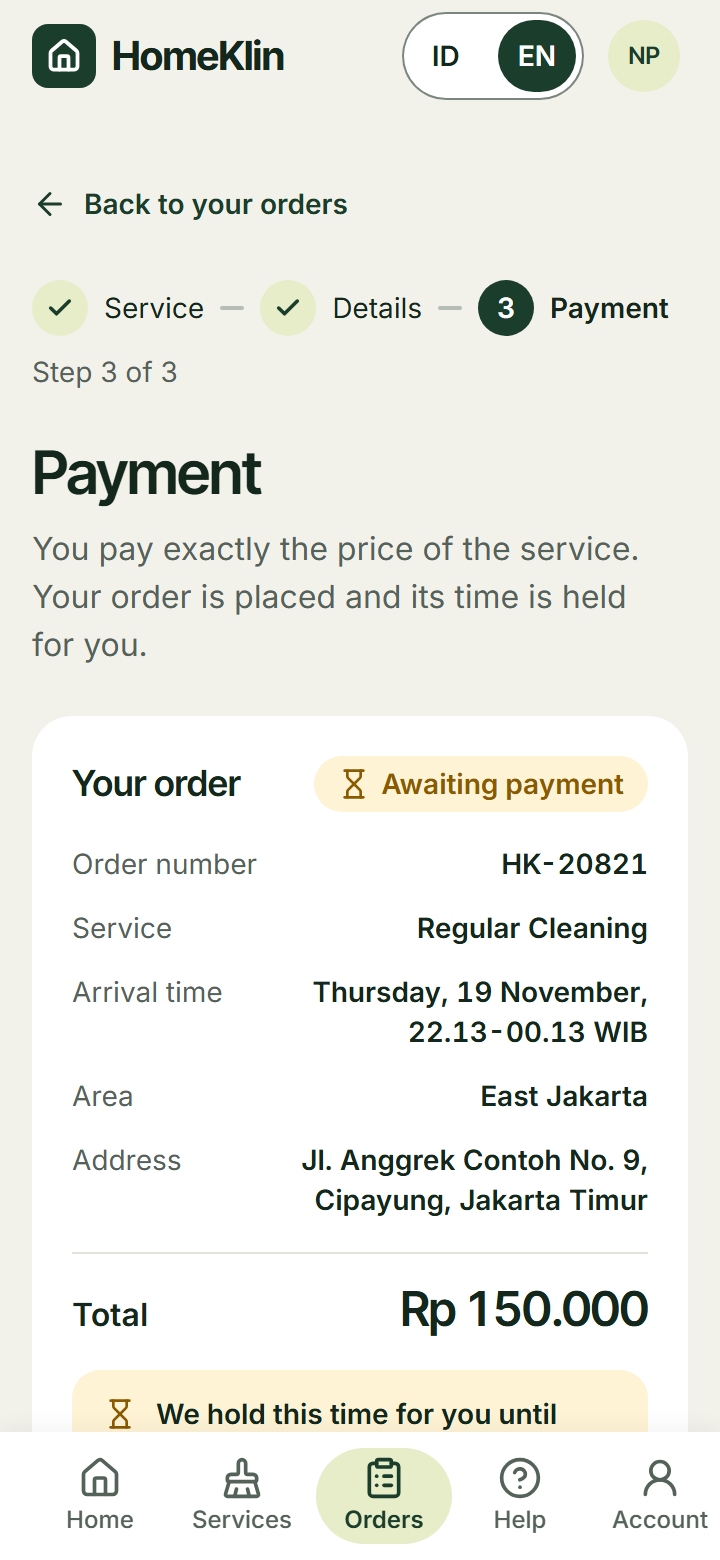 HomeKlin
ID EN NP
Back to your orders
Service Details 3 Payment
Step 3 of 3
Payment
You pay exactly the price of the service.
Your order is placed and its time is held
for you.
Your order Awaiting payment
Order number HK-20821
Service Regular Cleaning
Arrival time Thursday, 19 November,
22.13-00.13 WIB
Area East Jakarta
Address Jl. Anggrek Contoh No. 9,
Cipayung, Jakarta Timur
Total Rp 150.000
We hold this time for you until
Home Services Orders Help Account